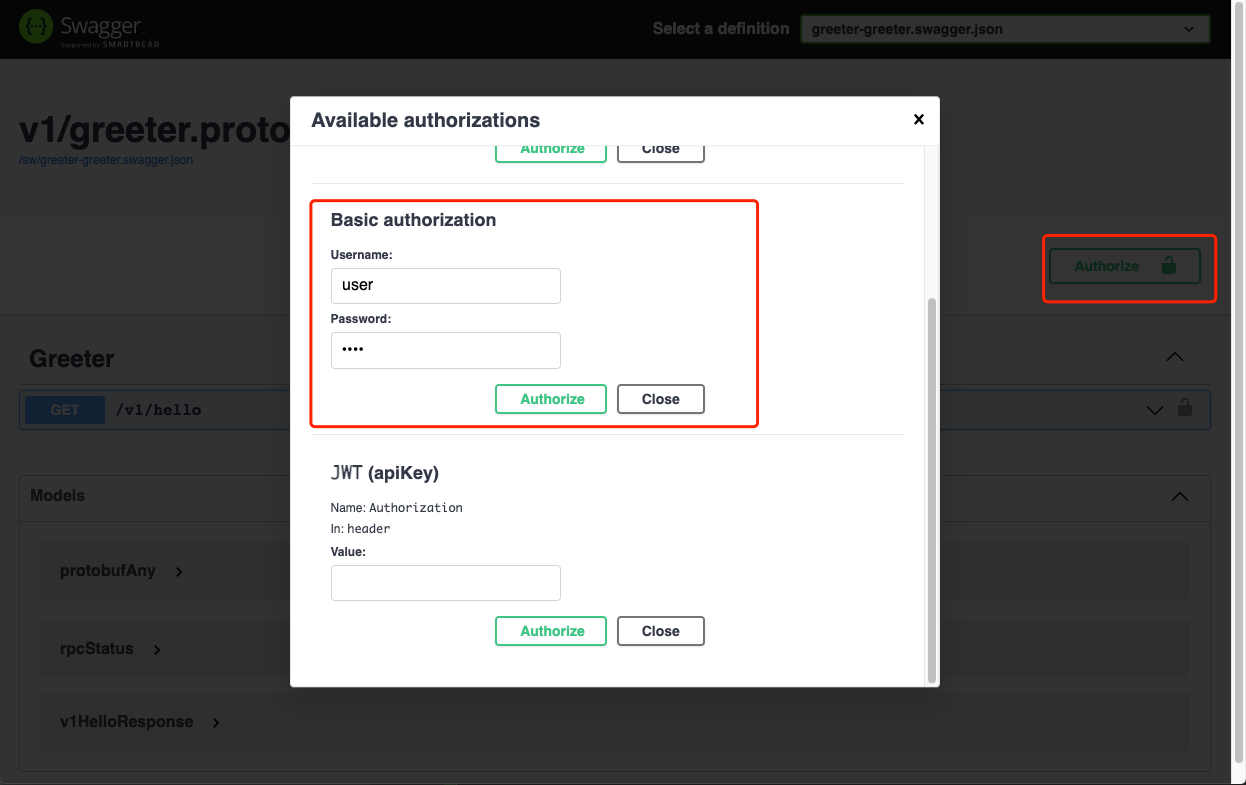 {···} Swagger.
Supported by SMARTBEAR
Select a definition
greeter-greeter.swagger.json
v1/greeter.proto
/sw/greeter-greeter.swagger.json
Available authorizations
×
Authorize
Close
Basic authorization
Username:
user
Password:
••••
Authorize
Close
Authorize
Greeter
GET
/v1/hello
JWT (apiKey)
Name: Authorization
In: header
Value:
Authorize
Close
Models
protobufAny
rpcStatus
v1HelloResponse